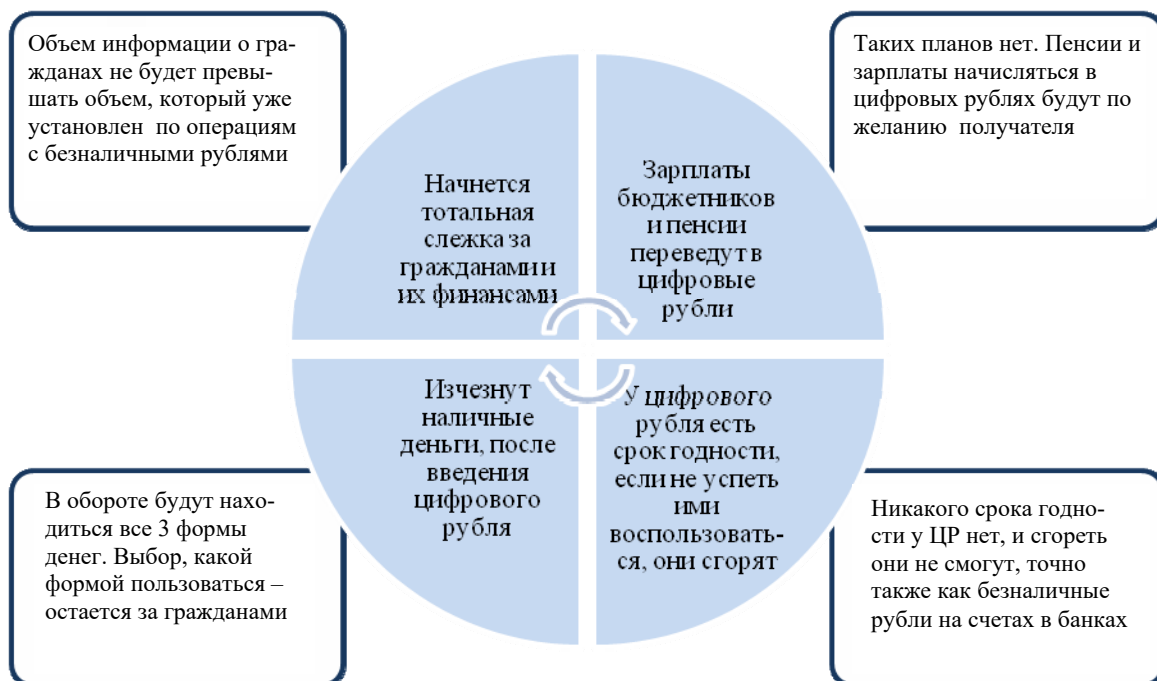 Объем информации о гра-
жданах не будет превы-
шать объем, который уже
установлен по операциям
с безналичными рублями
Начнется
тотальная
слежка за
гражданами и
их финансами
Зарплаты
бюджетников
и пенсии
переведут в
цифровые
рубли
Таких планов нет. Пенсии и
зарплаты начисляться в
цифровых рублях будут по
желанию получателя
В обороте будут нахо-
диться все 3 формы
денег. Выбор, какой
формой пользоваться –
остается за гражданами
Изчезнут
наличные
деньги, после
введения
цифрового
рубля
У цифрового
рубля есть
срок годности,
если не успеть
ими
воспользовать-
ся, они сгорят
Никакого срока годно-
сти у ЦР нет, и сгореть
они не смогут, точно
также как безналичные
рубли на счетах в банках